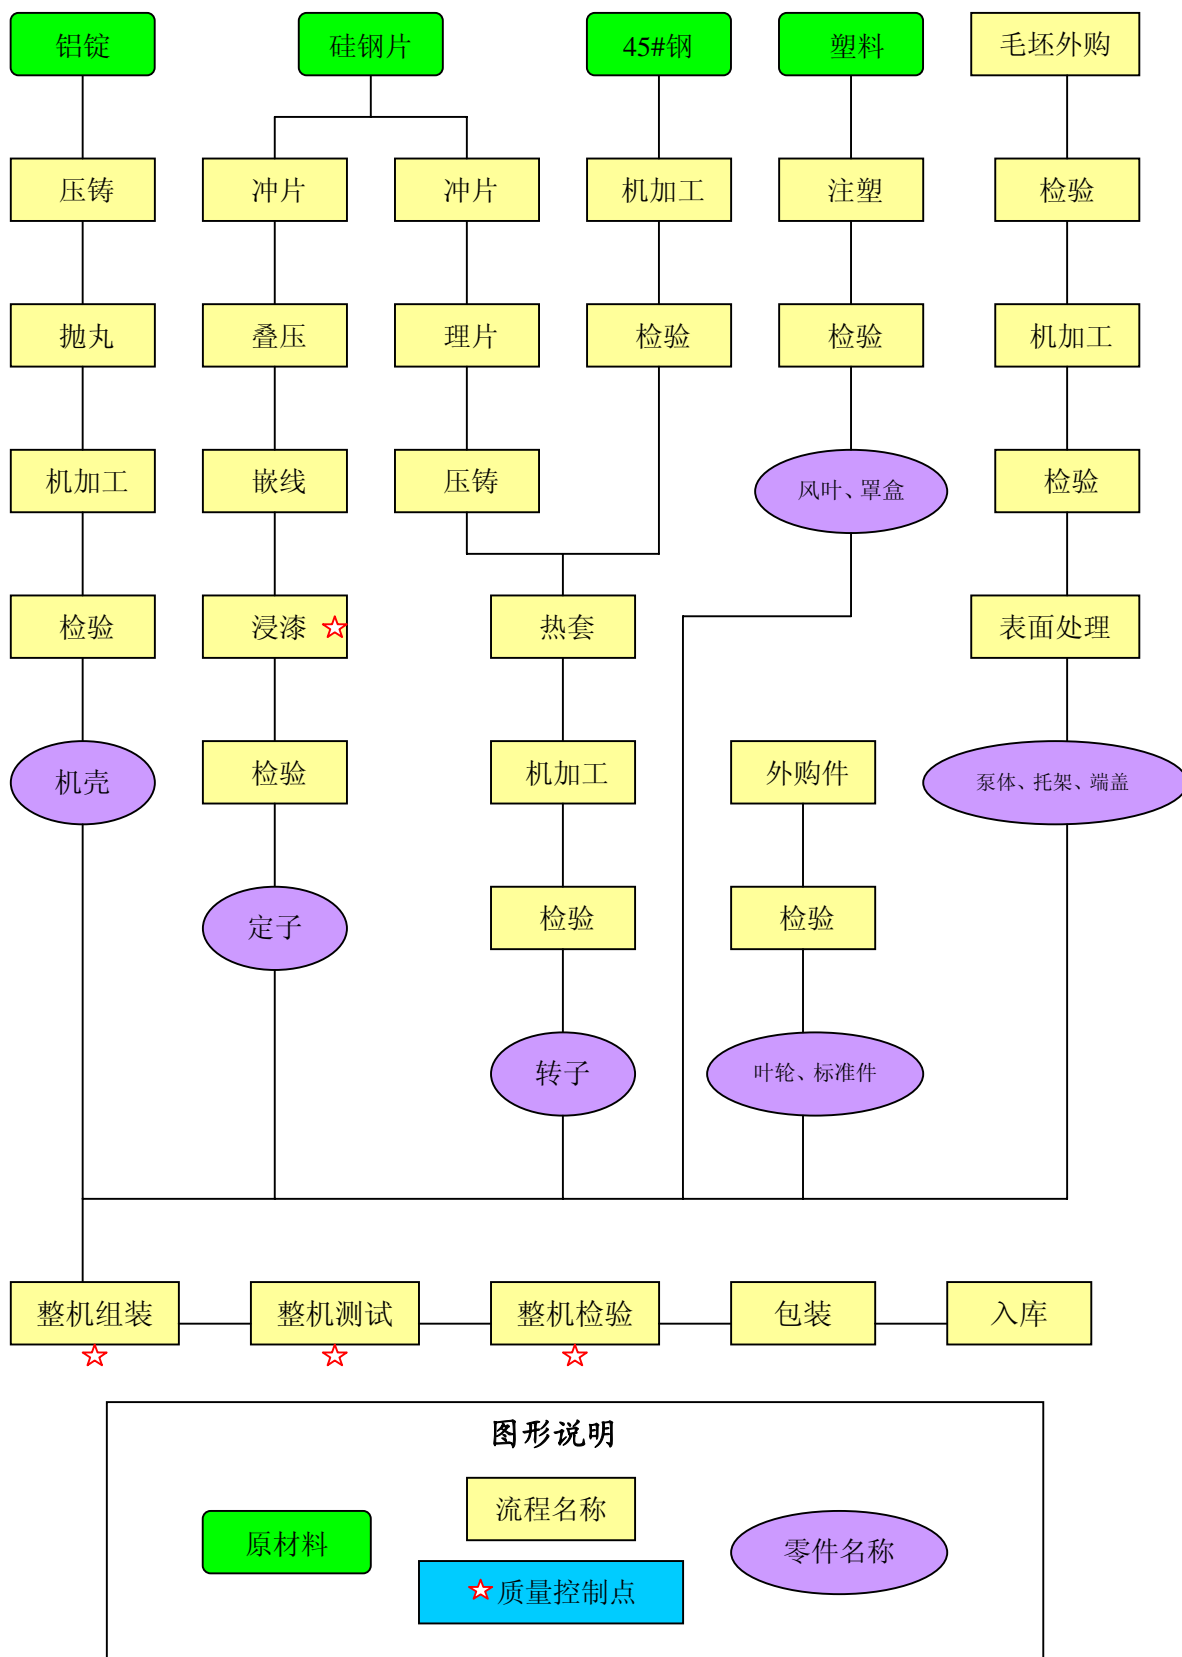 铝锭 硅钢片 45#钢 塑料 毛坯外购
压铸 冲片 冲片 机加工 注塑 检验
抛丸 叠压 理片 检验 检验 机加工
机加工 嵌线 压铸 风叶、罩盒 检验
检验 浸漆 ☆ 热套 表面处理
机壳 检验 机加工 外购件 泵体、托架、端盖
定子 检验 检验
转子 叶轮、标准件
整机组装 整机测试 整机检验 包装 入库
☆ ☆ ☆
图形说明
流程名称
原材料 零件名称
☆质量控制点